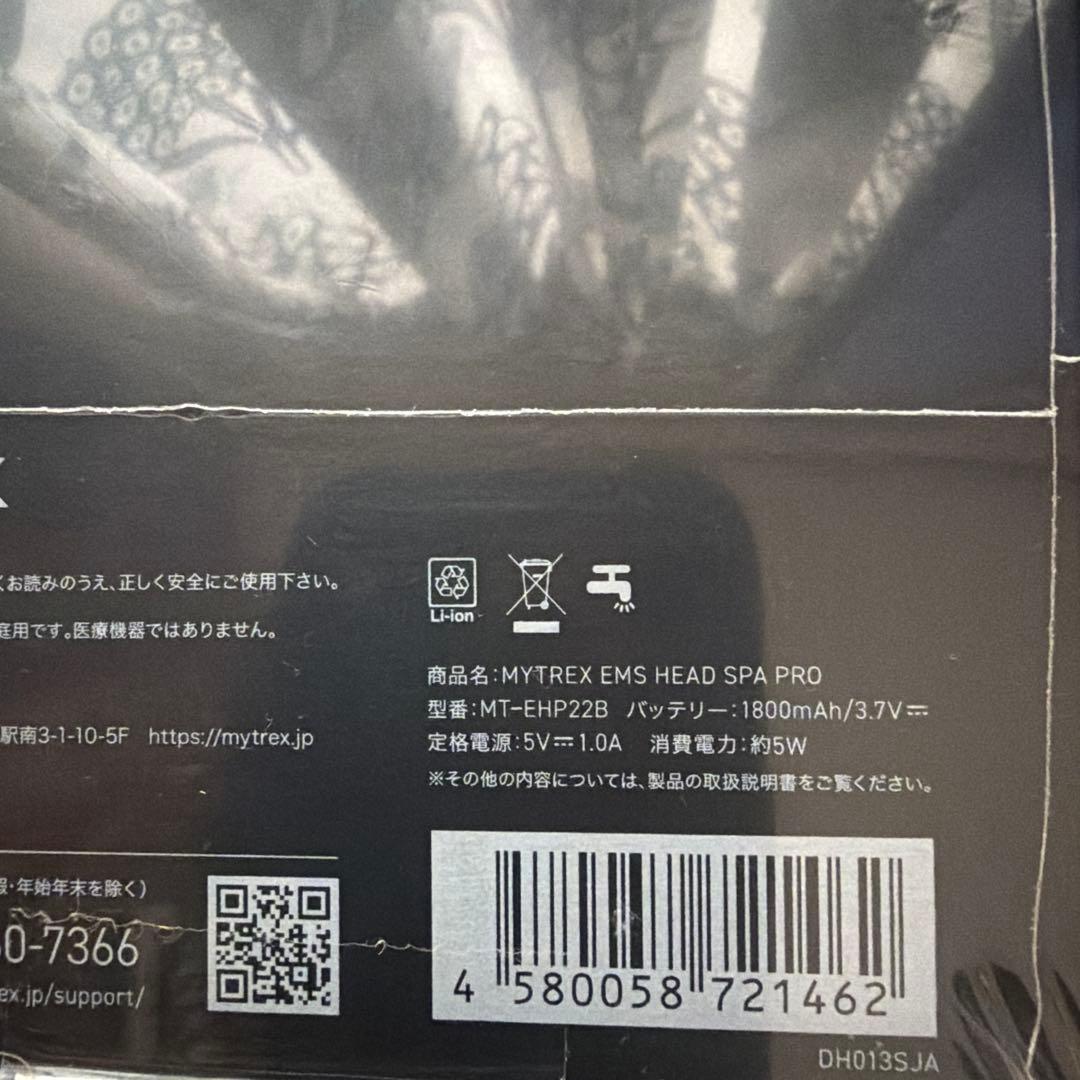 くお読みのうえ、正しく安全にご使用下さい。
庭用です。医療機器ではありません。
駅南3-1-10-5F https://mytrex.jp
・年始年末を除く)
0-7366
ex.jp/support/
Li-ion
商品名:MYTREX EMS HEAD SPA PRO
型番:MT-EHP22B バッテリー:1800mAh/3.7V⎓
定格電源:5V⎓1.0A 消費電力:約5W
※その他の内容については、製品の取扱説明書をご覧ください。
4 580058 721462
DH013SJA